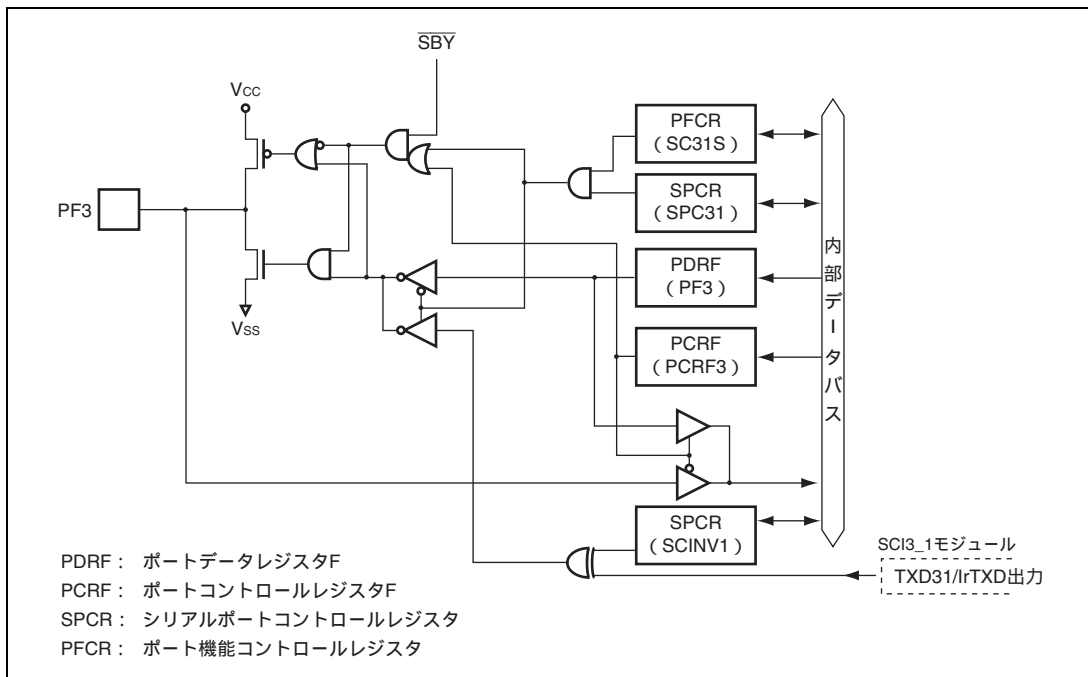 SBY
VCC
PFCR
(SC31S)
SPCR
(SPC31)
PF3
内部データバス
PDRF
(PF3)
VSS
PCRF
(PCRF3)
SPCR
(SCINV1)
SCI3_1モジュール
TXD31/IrTXD出力
PDRF： ポートデータレジスタF
PCRF： ポートコントロールレジスタF
SPCR： シリアルポートコントロールレジスタ
PFCR： ポート機能コントロールレジスタ